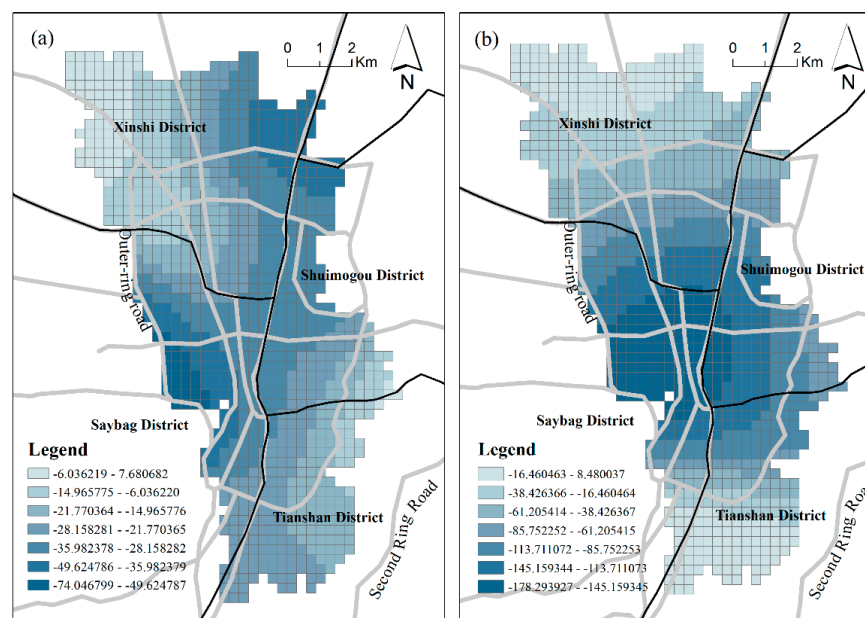 (a)
0 1 2
Km
N
Xinshi District
Outer-ring road
Shuimogou District
Saybag District
Tianshan District
Second Ring Road
Legend
-6.036219 - 7.680682
-14.965775 - -6.036220
-21.770364 - -14.965776
-28.158281 - -21.770365
-35.982378 - -28.158282
-49.624786 - -35.982379
-74.046799 - -49.624787
(b)
0 1 2
Km
N
Xinshi District
Outer-ring road
Shuimogou District
Saybag District
Tianshan District
Second Ring Road
Legend
-16.460463 - 8.480037
-38.426366 - -16.460464
-61.205414 - -38.426367
-85.752252 - -61.205415
-113.711072 - -85.752253
-145.159344 - -113.711073
-178.293927 - -145.159345